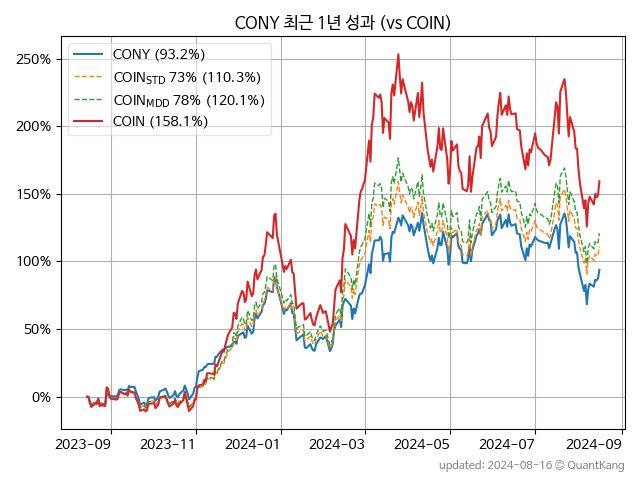 CONY 최근 1년 성과 (vs COIN)
CONY (93.2%)
COIN_STD 73% (110.3%)
COIN_MDD 78% (120.1%)
COIN (158.1%)
250%
200%
150%
100%
50%
0%
2023-09 2023-11 2024-01 2024-03 2024-05 2024-07 2024-09
updated: 2024-08-16 © QuantKang